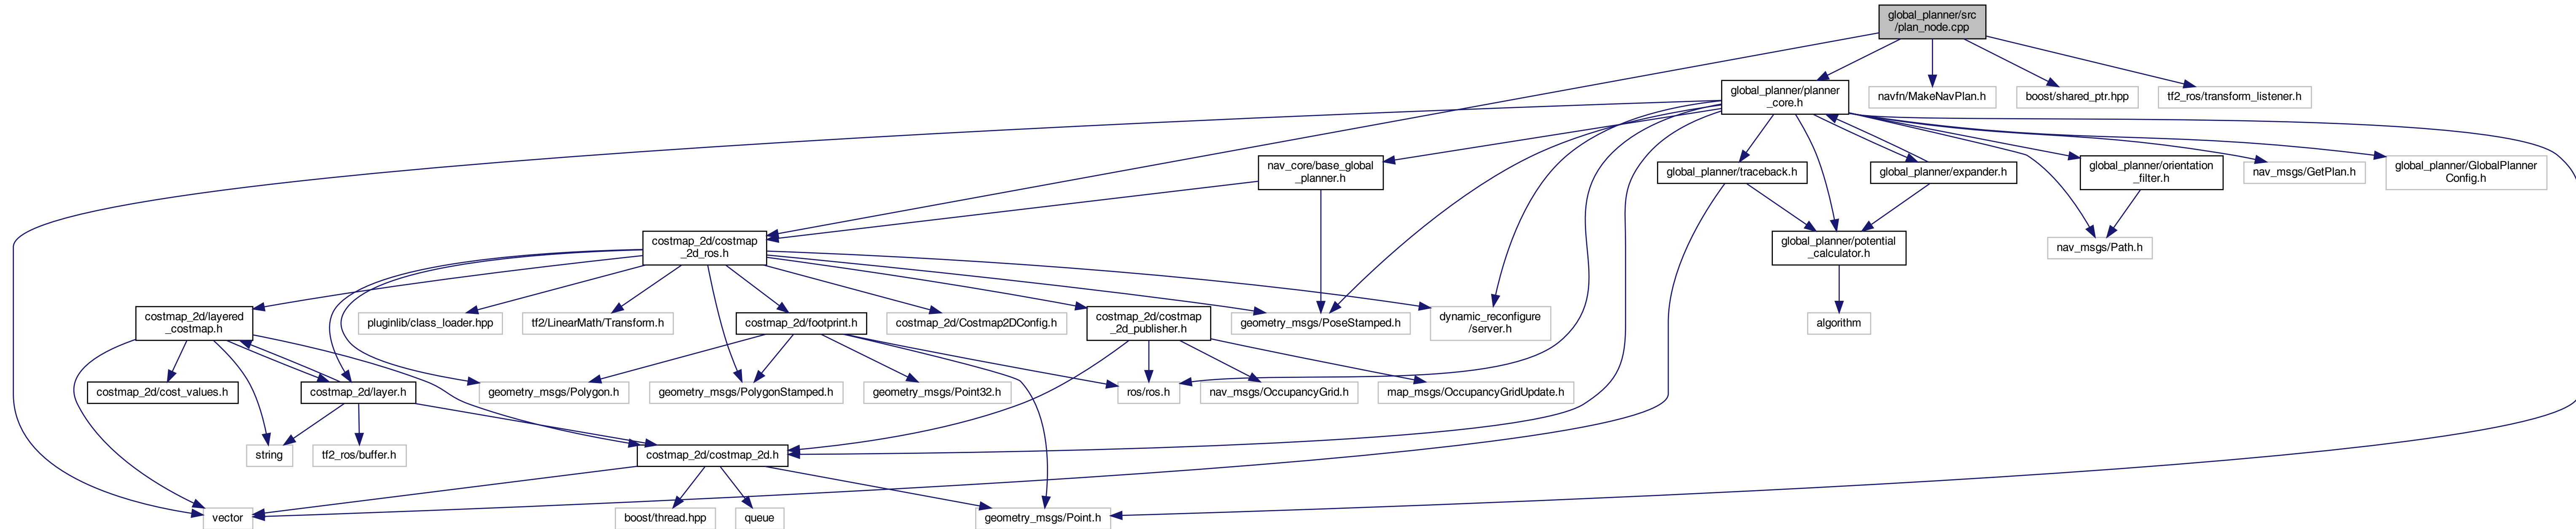 global_planner/src
/plan_node.cpp
global_planner/planner
_core.h
navfn/MakeNavPlan.h
boost/shared_ptr.hpp
tf2_ros/transform_listener.h
nav_core/base_global
_planner.h
global_planner/traceback.h
global_planner/expander.h
global_planner/orientation
_filter.h
nav_msgs/GetPlan.h
global_planner/GlobalPlanner
Config.h
costmap_2d/costmap
_2d_ros.h
global_planner/potential
_calculator.h
nav_msgs/Path.h
costmap_2d/layered
_costmap.h
pluginlib/class_loader.hpp
tf2/LinearMath/Transform.h
costmap_2d/footprint.h
costmap_2d/Costmap2DConfig.h
costmap_2d/costmap
_2d_publisher.h
geometry_msgs/PoseStamped.h
dynamic_reconfigure
/server.h
algorithm
costmap_2d/cost_values.h
costmap_2d/layer.h
geometry_msgs/Polygon.h
geometry_msgs/PolygonStamped.h
geometry_msgs/Point32.h
ros/ros.h
nav_msgs/OccupancyGrid.h
map_msgs/OccupancyGridUpdate.h
string
tf2_ros/buffer.h
costmap_2d/costmap_2d.h
vector
boost/thread.hpp
queue
geometry_msgs/Point.h